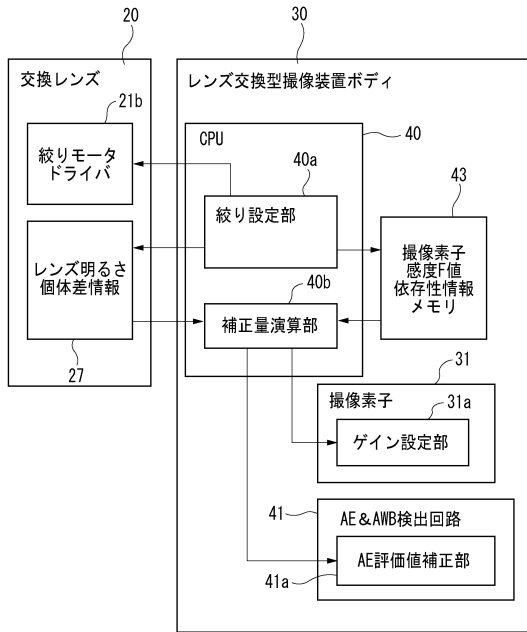 20
30
交換レンズ
レンズ交換型撮像装置ボディ
21b
絞りモータ
ドライバ
CPU
40
40a
絞り設定部
43
レンズ明るさ
個体差情報
撮像素子
感度F値
依存性情報
メモリ
40b
補正量演算部
27
31
撮像素子
31a
ゲイン設定部
41
AE&AWB検出回路
AE評価値補正部
41a